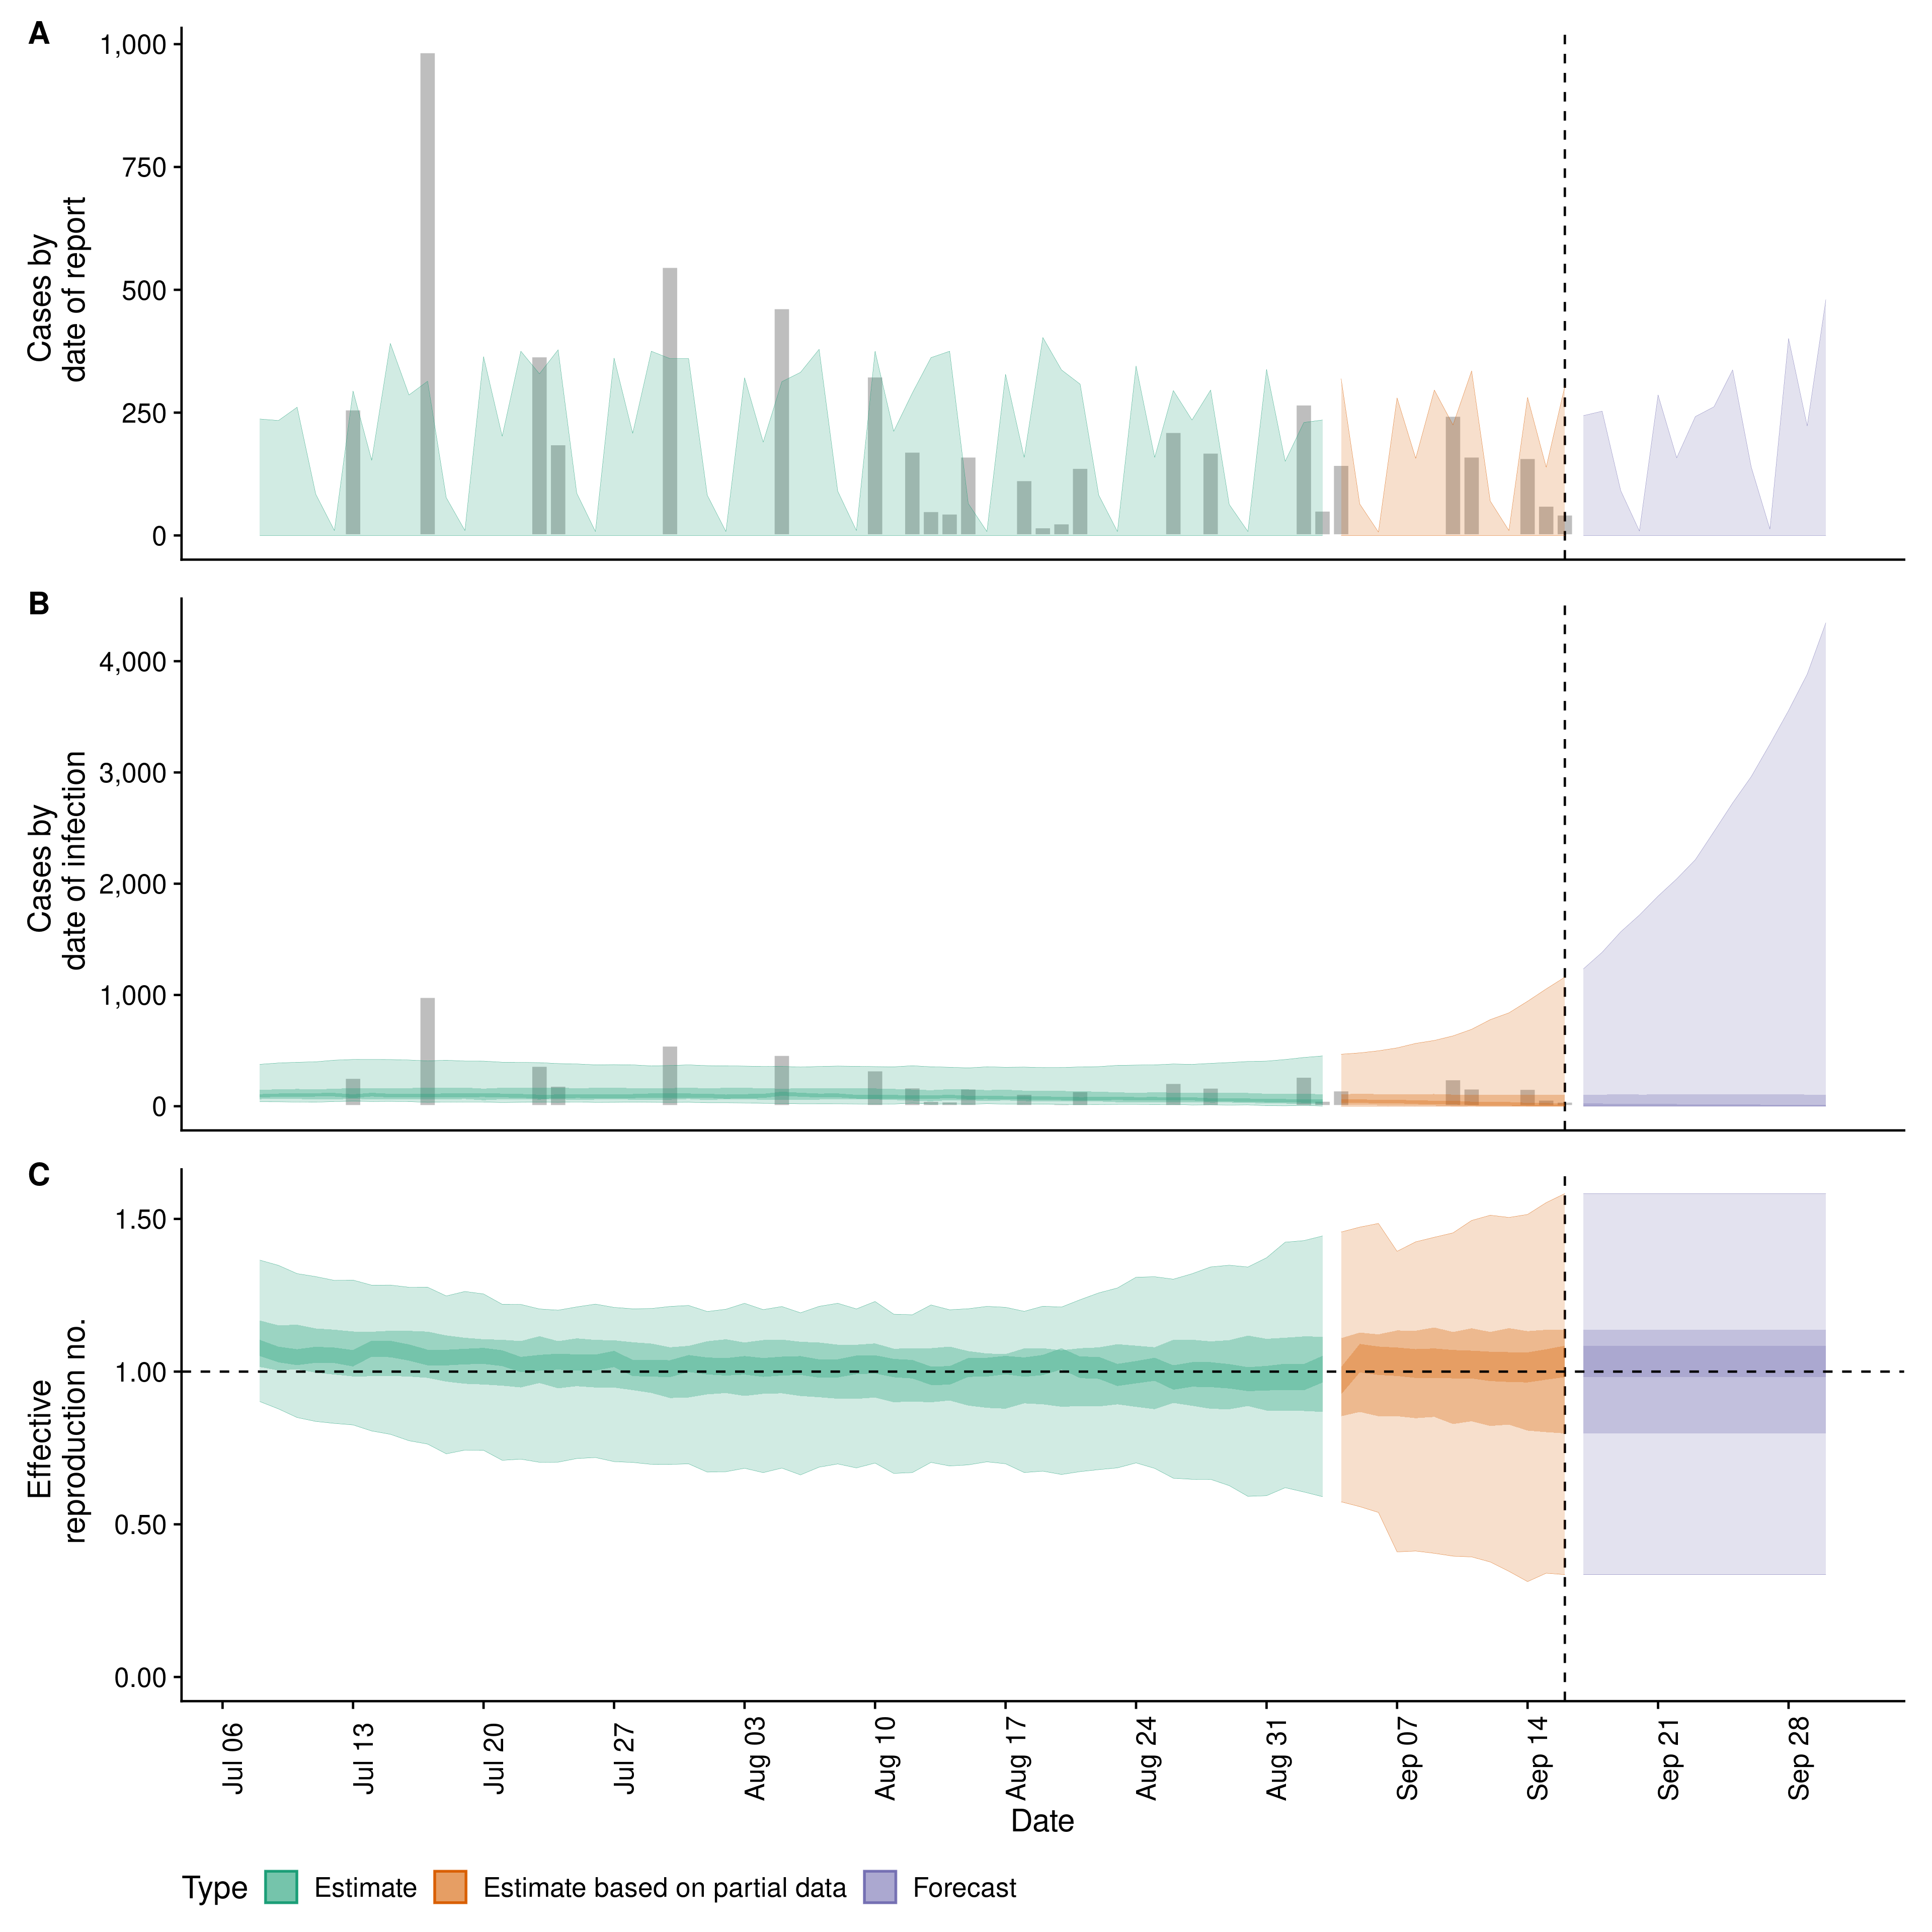 A
1,000
750
500
250
0
Cases by
date of report
B
4,000
3,000
2,000
1,000
0
Cases by
date of infection
C
1.50
1.00
0.50
0.00
Effective
reproduction no.
Jul 06
Jul 13
Jul 20
Jul 27
Aug 03
Aug 10
Aug 17
Aug 24
Aug 31
Sep 07
Sep 14
Sep 21
Sep 28
Date
Type Estimate Estimate based on partial data Forecast